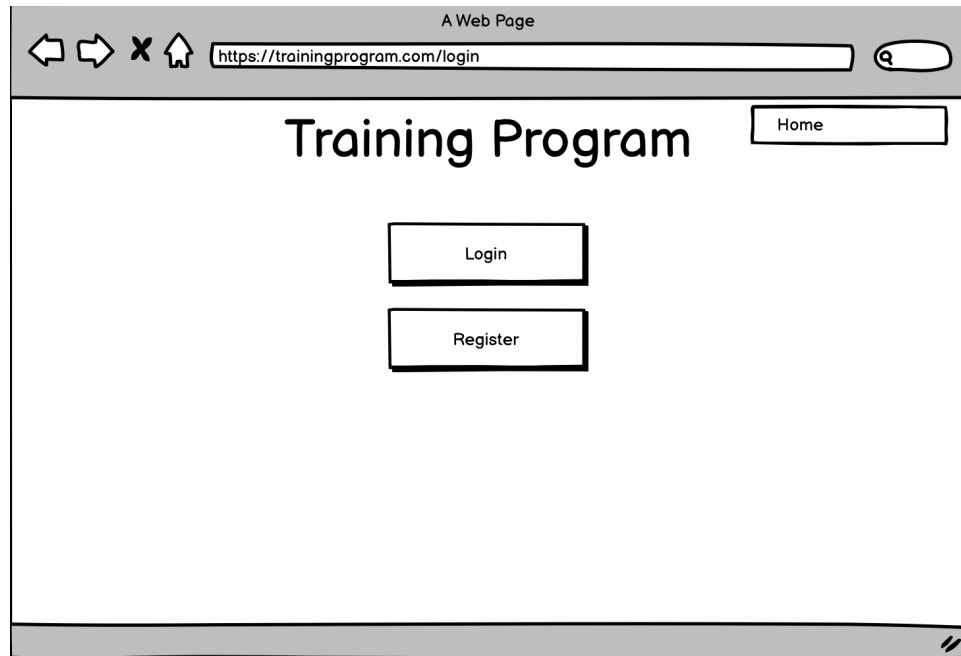 A Web Page
https://trainingprogram.com/login
Training Program
Home
Login
Register